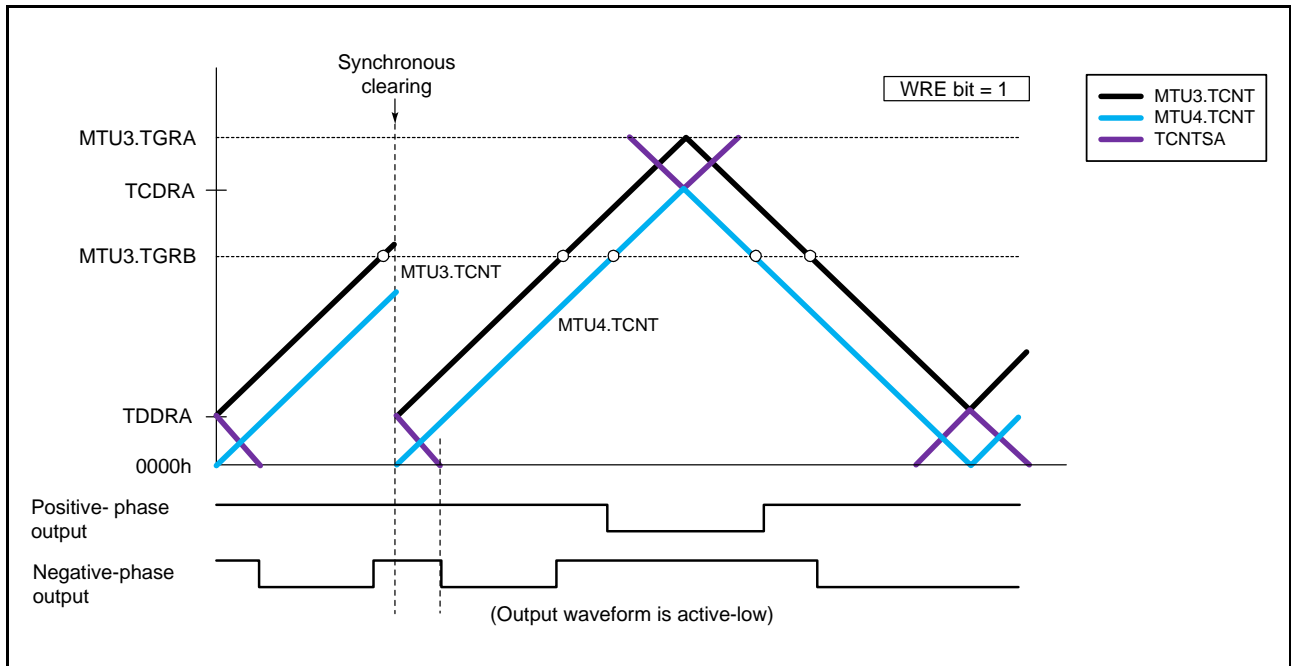 Synchronous
clearing
WRE bit = 1
MTU3.TCNT
MTU4.TCNT
TCNTSA
MTU3.TGRA
TCDRA
MTU3.TGRB
MTU3.TCNT
MTU4.TCNT
TDDRA
0000h
Positive- phase
output
Negative-phase
output
(Output waveform is active-low)